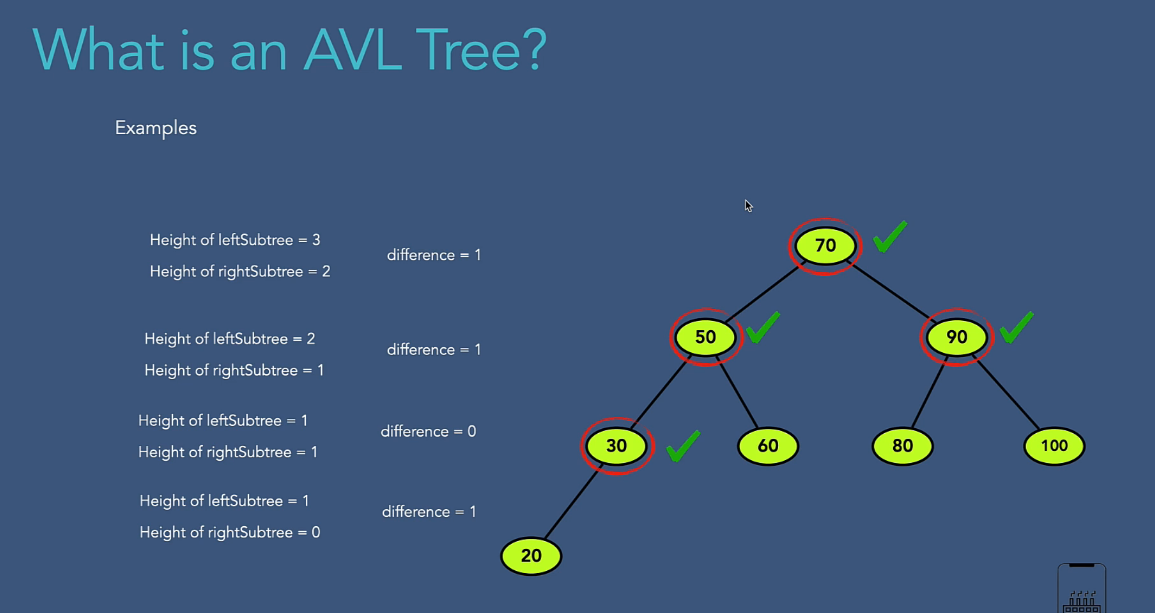 What is an AVL Tree?
Examples
Height of leftSubtree = 3
Height of rightSubtree = 2
difference = 1
Height of leftSubtree = 2
Height of rightSubtree = 1
difference = 1
Height of leftSubtree = 1
Height of rightSubtree = 1
difference = 0
Height of leftSubtree = 1
Height of rightSubtree = 0
difference = 1
70
50
90
30
60
80
100
20